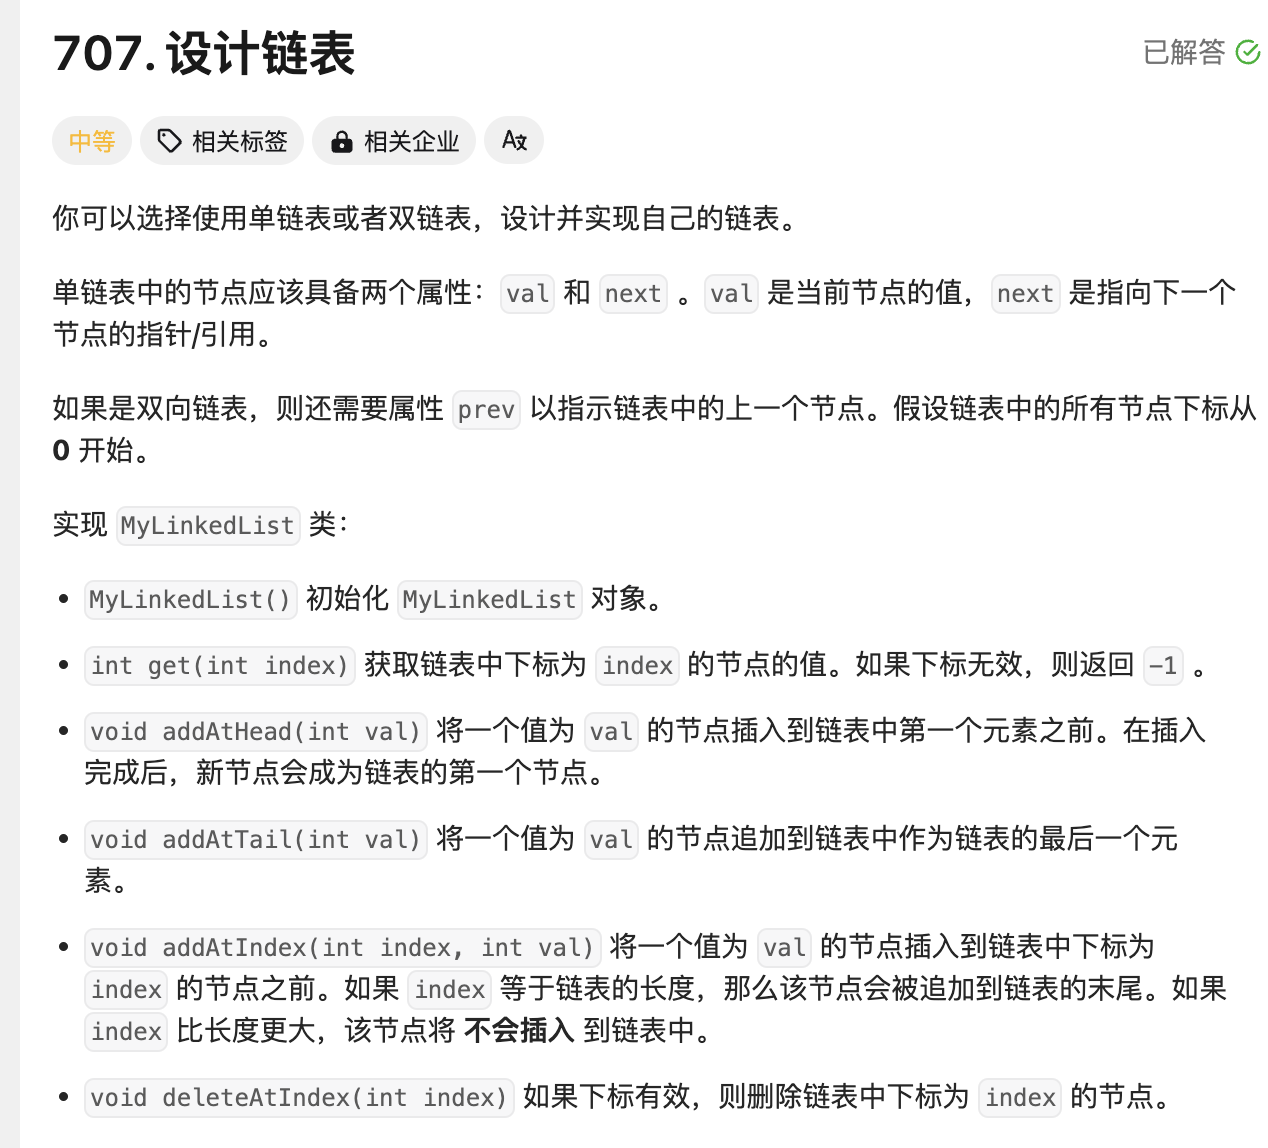 707. 设计链表
已解答
中等 相关标签 相关企业 A文
你可以选择使用单链表或者双链表，设计并实现自己的链表。
单链表中的节点应该具备两个属性：val 和 next 。val 是当前节点的值，next 是指向下一个
节点的指针/引用。
如果是双向链表，则还需要属性 prev 以指示链表中的上一个节点。假设链表中的所有节点下标从
0 开始。
实现 MyLinkedList 类：
• MyLinkedList() 初始化 MyLinkedList 对象。
• int get(int index) 获取链表中下标为 index 的节点的值。如果下标无效，则返回 -1 。
• void addAtHead(int val) 将一个值为 val 的节点插入到链表中第一个元素之前。在插入
完成后，新节点会成为链表的第一个节点。
• void addAtTail(int val) 将一个值为 val 的节点追加到链表中作为链表的最后一个元
素。
• void addAtIndex(int index, int val) 将一个值为 val 的节点插入到链表中下标为
index 的节点之前。如果 index 等于链表的长度，那么该节点会被追加到链表的末尾。如果
index 比长度更大，该节点将 不会插入 到链表中。
• void deleteAtIndex(int index) 如果下标有效，则删除链表中下标为 index 的节点。